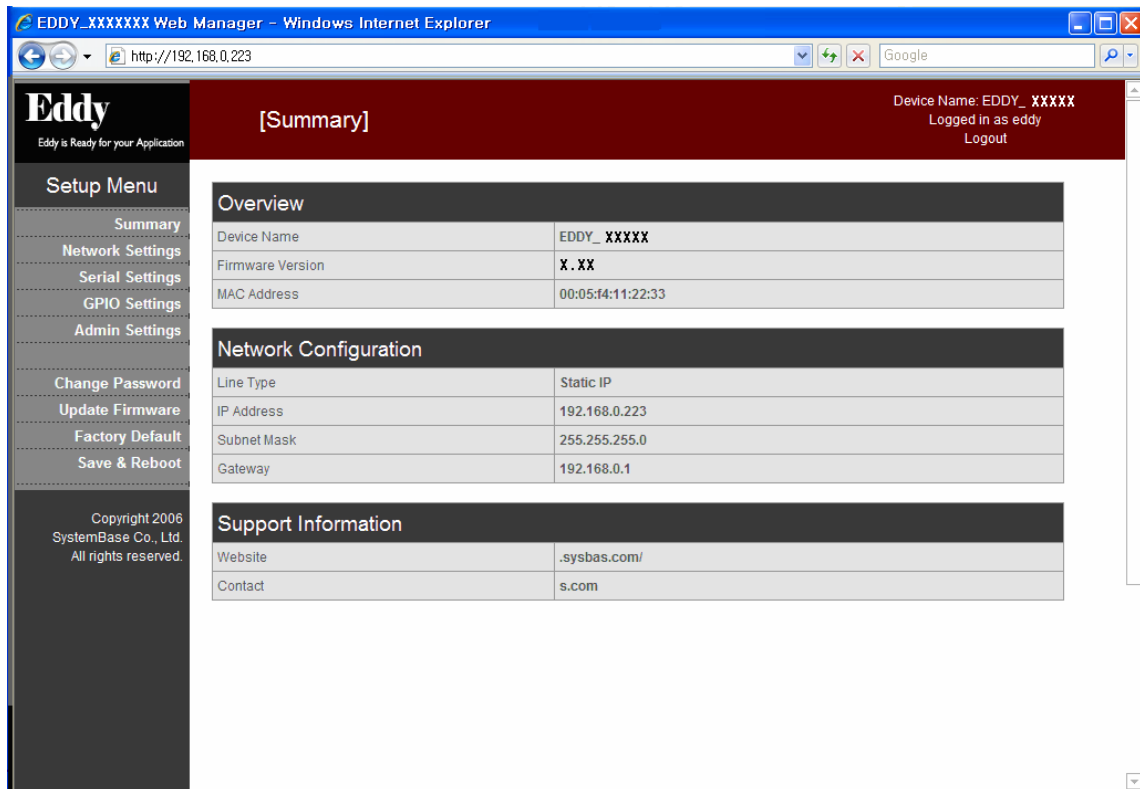 EDDY_XXXXXXX Web Manager - Windows Internet Explorer
http://192.168.0.223
Google
Eddy
Eddy is Ready for your Application
[Summary]
Device Name: EDDY_ XXXXX
Logged in as eddy
Logout
Setup Menu
Summary
Network Settings
Serial Settings
GPIO Settings
Admin Settings
Change Password
Update Firmware
Factory Default
Save & Reboot
Copyright 2006
SystemBase Co., Ltd.
All rights reserved.
Overview
Device Name EDDY_ XXXXX
Firmware Version X.XX
MAC Address 00:05:f4:11:22:33
Network Configuration
Line Type Static IP
IP Address 192.168.0.223
Subnet Mask 255.255.255.0
Gateway 192.168.0.1
Support Information
Website .sysbas.com/
Contact s.com